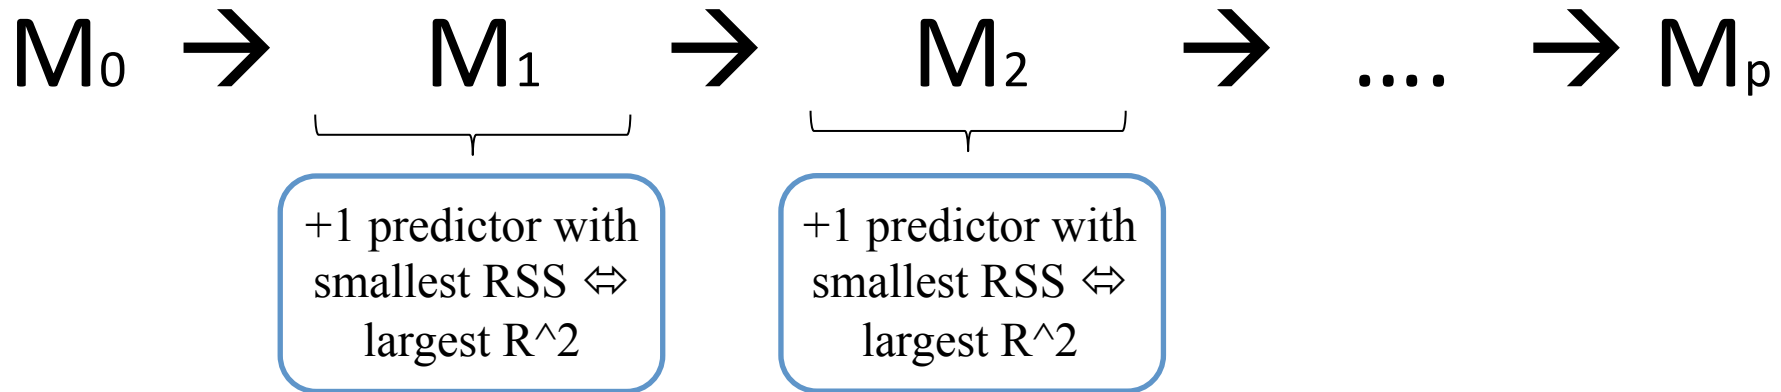 M₀ → M₁ → M₂ → .... → Mₚ
+1 predictor with
smallest RSS ⬄
largest R^2
+1 predictor with
smallest RSS ⬄
largest R^2